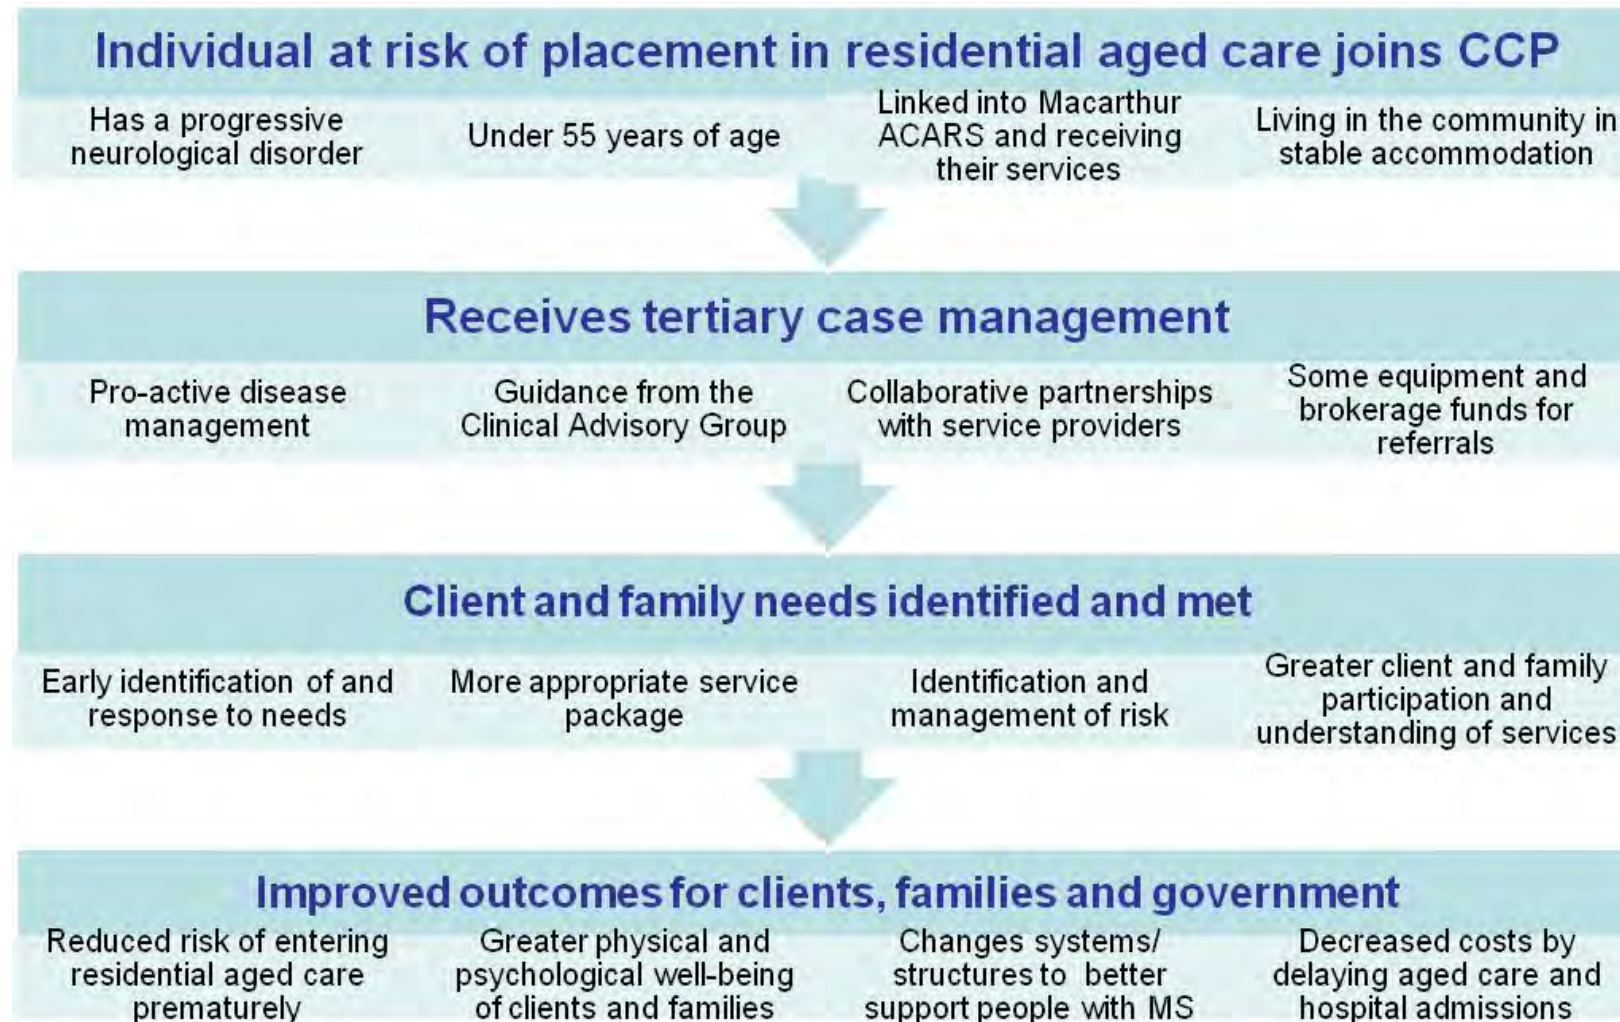 Individual at risk of placement in residential aged care joins CCP
Has a progressive
neurological disorder
Under 55 years of age
Linked into Macarthur
ACARS and receiving
their services
Living in the community in
stable accommodation
Receives tertiary case management
Pro-active disease
management
Guidance from the
Clinical Advisory Group
Collaborative partnerships
with service providers
Some equipment and
brokerage funds for
referrals
Client and family needs identified and met
Early identification of and
response to needs
More appropriate service
package
Identification and
management of risk
Greater client and family
participation and
understanding of services
Improved outcomes for clients, families and government
Reduced risk of entering
residential aged care
prematurely
Greater physical and
psychological well-being
of clients and families
Changes systems/
structures to better
support people with MS
Decreased costs by
delaying aged care and
hospital admissions